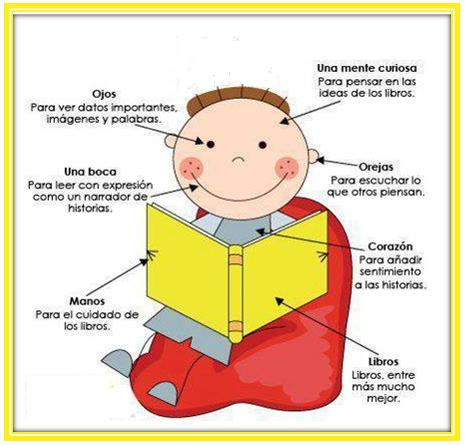 Una mente curiosa
Para pensar en las
ideas de los libros.
Ojos
Para ver datos importantes,
imágenes y palabras.
Orejas
Para escuchar lo
que otros piensan.
Una boca
Para leer con expresión
como un narrador de
historias.
Corazón
Para añadir
sentimiento
a las historias.
Manos
Para el cuidado de
los libros.
Libros
Libros, entre
más mucho
mejor.